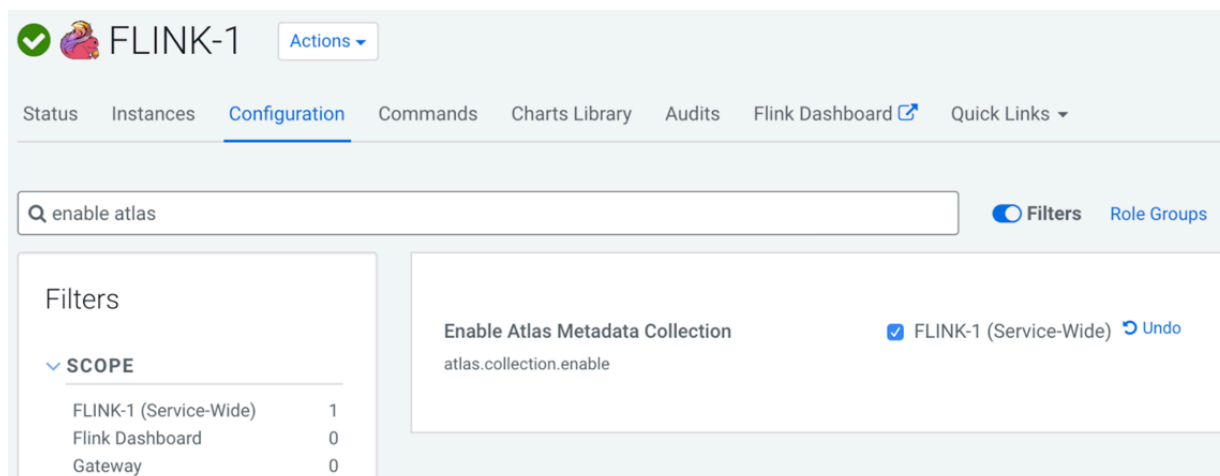 FLINK-1 Actions
Status Instances Configuration Commands Charts Library Audits Flink Dashboard Quick Links
enable atlas Filters Role Groups
Filters
SCOPE
FLINK-1 (Service-Wide) 1
Flink Dashboard 0
Gateway 0
Enable Atlas Metadata Collection FLINK-1 (Service-Wide) Undo
atlas.collection.enable